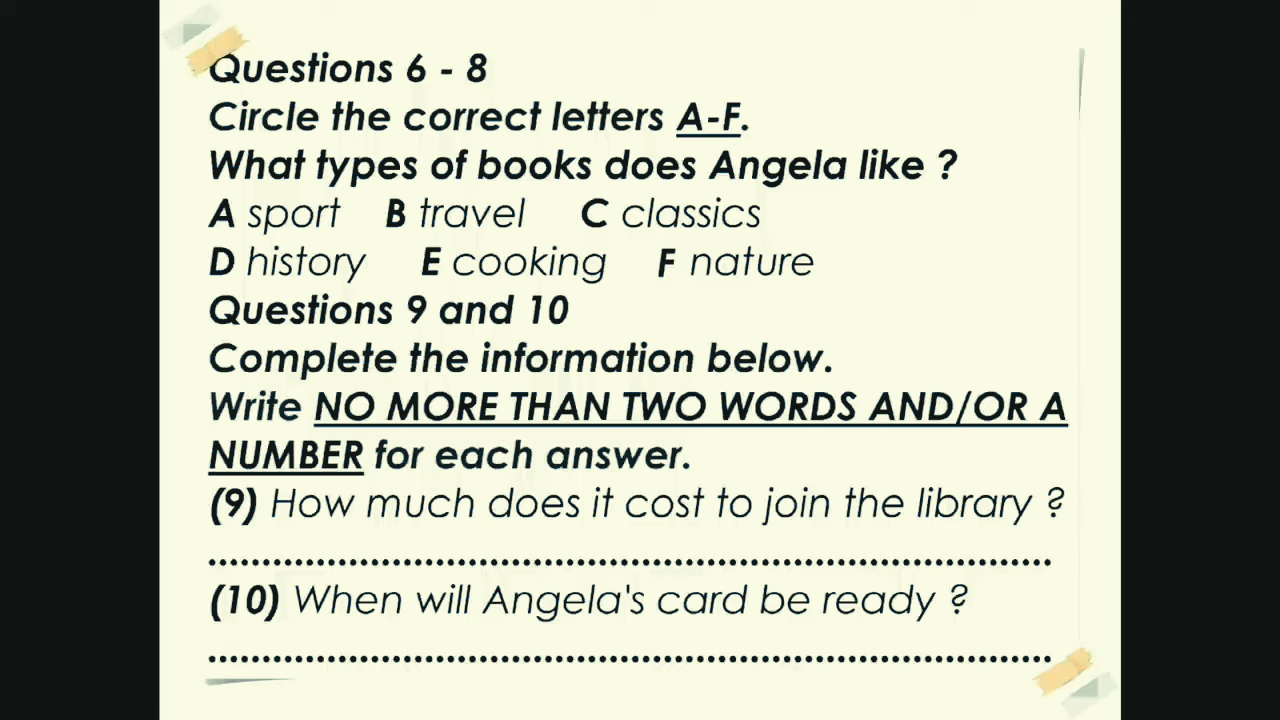 Questions 6 - 8
Circle the correct letters A-F.
What types of books does Angela like ?
A sport B travel C classics
D history E cooking F nature
Questions 9 and 10
Complete the information below.
Write NO MORE THAN TWO WORDS AND/OR A
NUMBER for each answer.
(9) How much does it cost to join the library ?
......................................................................
(10) When will Angela's card be ready ?
......................................................................